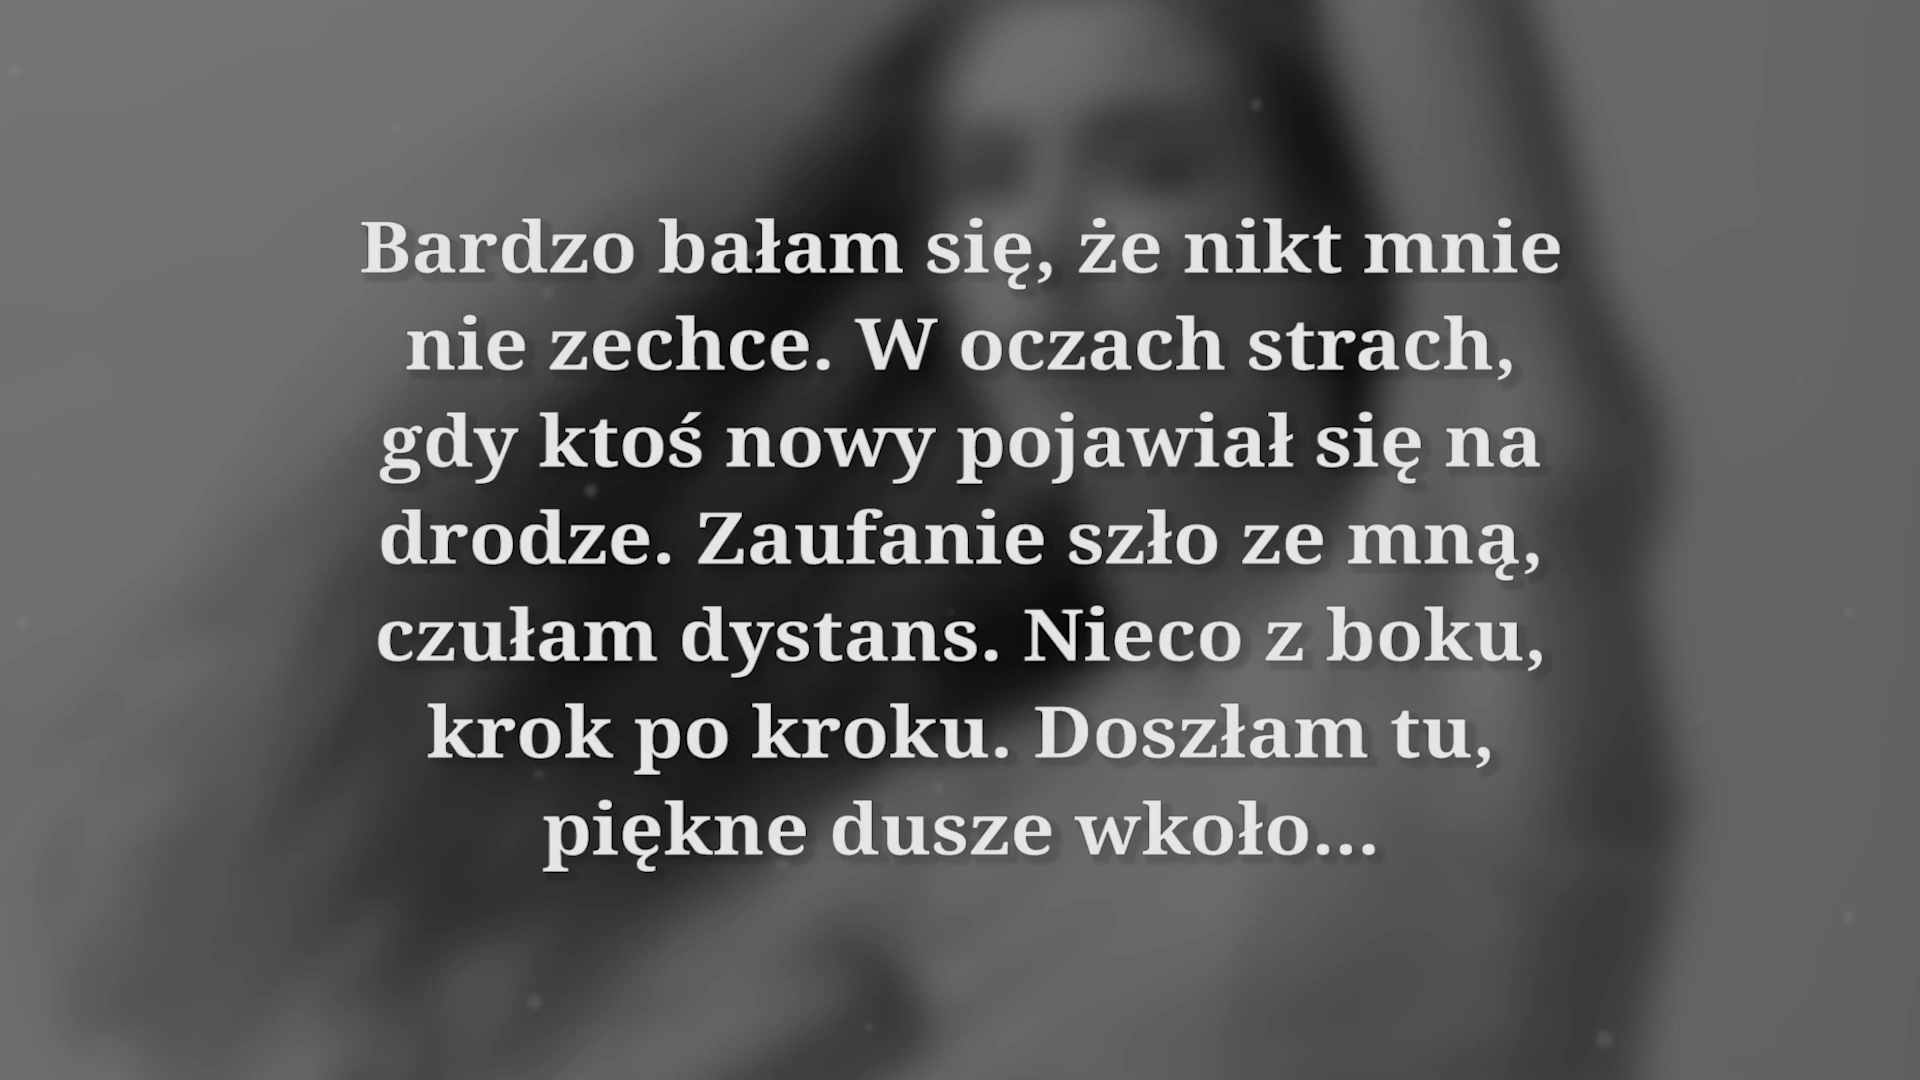 Bardzo bałam się, że nikt mnie
nie zechce. W oczach strach,
gdy ktoś nowy pojawiał się na
drodze. Zaufanie szło ze mną,
czułam dystans. Nieco z boku,
krok po kroku. Doszłam tu,
piękne dusze wkoło...